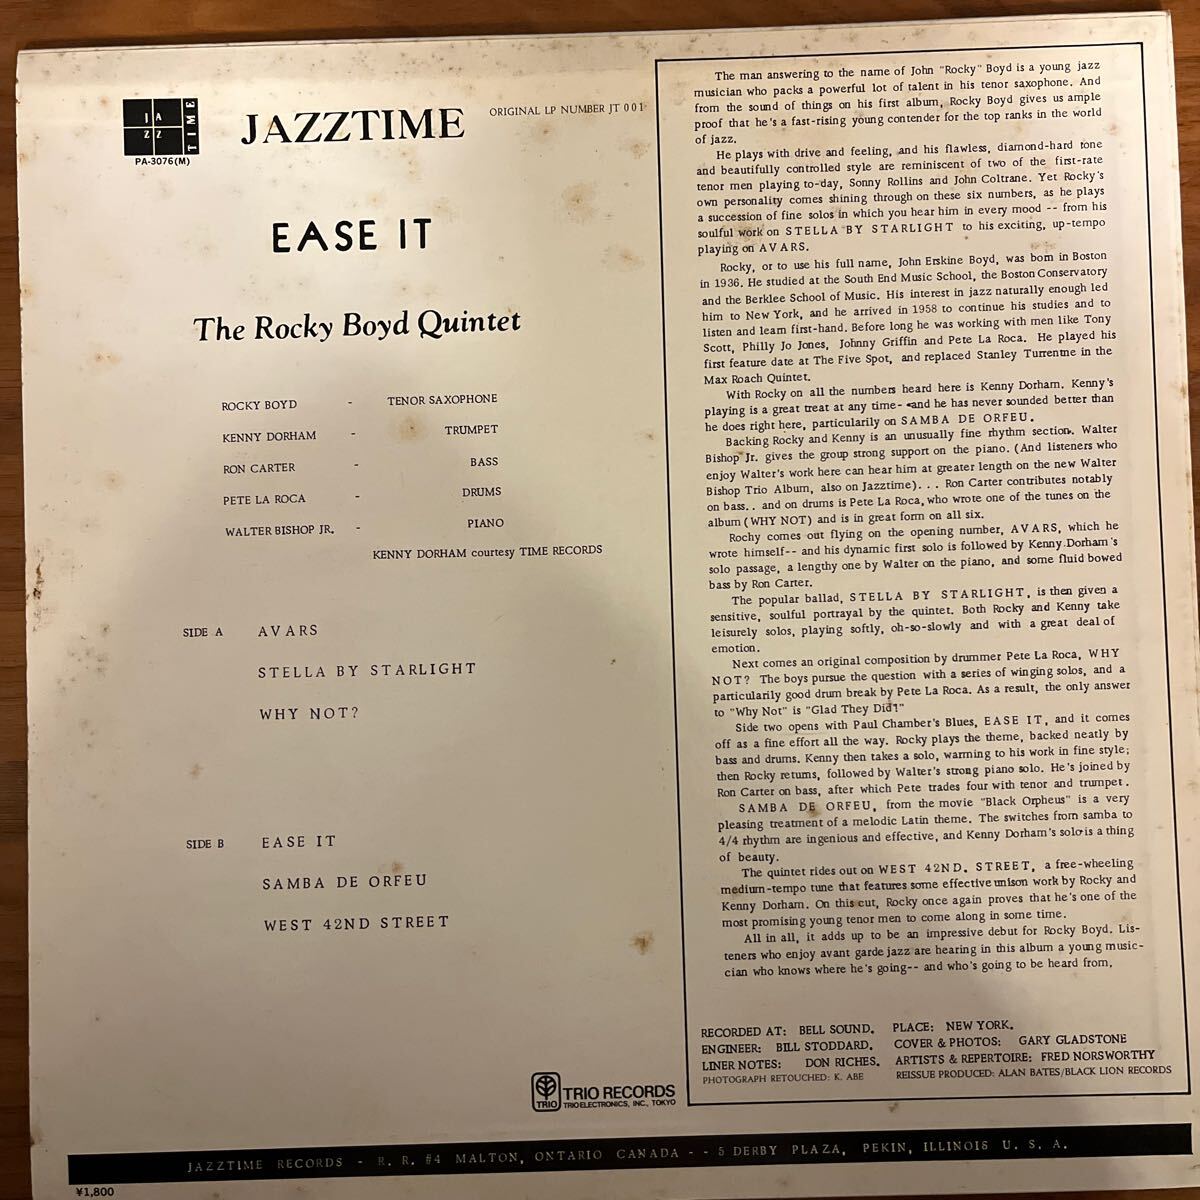 JAZZ TIME
PA-3076(M)
JAZZTIME
ORIGINAL LP NUMBER JT 001
EASE IT
The Rocky Boyd Quintet
ROCKY BOYD - TENOR SAXOPHONE
KENNY DORHAM - TRUMPET
RON CARTER - BASS
PETE LA ROCA - DRUMS
WALTER BISHOP JR. - PIANO
KENNY DORHAM courtesy TIME RECORDS
SIDE A AVARS
STELLA BY STARLIGHT
WHY NOT?
SIDE B EASE IT
SAMBA DE ORFEU
WEST 42ND STREET
The man answering to the name of John "Rocky" Boyd is a young jazz
musician who packs a powerful lot of talent in his tenor saxophone. And
from the sound of things on his first album, Rocky Boyd gives us ample
proof that he's a fast-rising young contender for the top ranks in the world
of jazz.
He plays with drive and feeling, and his flawless, diamond-hard tone
and beautifully controlled style are reminiscent of two of the first-rate
tenor men playing to-day, Sonny Rollins and John Coltrane. Yet Rocky's
own personality comes shining through on these six numbers, as he plays
a succession of fine solos in which you hear him in every mood -- from his
soulful work on STELLA BY STARLIGHT to his exciting, up-tempo
playing on AVARS.
Rocky, or to use his full name, John Erskine Boyd, was born in Boston
in 1936. He studied at the South End Music School, the Boston Conservatory
and the Berklee School of Music. His interest in jazz naturally enough led
him to New York, and he arrived in 1958 to continue his studies and to
listen and learn first-hand. Before long he was working with men like Tony
Scott, Philly Jo Jones, Johnny Griffin and Pete La Roca. He played his
first feature date at The Five Spot, and replaced Stanley Turrentine in the
Max Roach Quintet.
With Rocky on all the numbers heard here is Kenny Dorham. Kenny's
playing is a great treat at any time--and he has never sounded better than
he does right here, particularily on SAMBA DE ORFEU.
Backing Rocky and Kenny is an unusually fine rhythm section. Walter
Bishop Jr. gives the group strong support on the piano. (And listeners who
enjoy Walter's work here can hear him at greater length on the new Walter
Bishop Trio Album, also on Jazztime). . . Ron Carter contributes notably
on bass.. and on drums is Pete La Roca, who wrote one of the tunes on the
album (WHY NOT) and is in great form on all six.
Rochy comes out flying on the opening number, AVARS, which he
wrote himself-- and his dynamic first solo is followed by Kenny Dorham's
solo passage, a lengthy one by Walter on the piano, and some fluid bowed
bass by Ron Carter.
The popular ballad, STELLA BY STARLIGHT, is then given a
sensitive, soulful portrayal by the quintet. Both Rocky and Kenny take
leisurely solos, playing softly, oh-so-slowly and with a great deal of
emotion.
Next comes an original composition by drummer Pete La Roca, WHY
NOT? The boys pursue the question with a series of winging solos, and a
particularily good drum break by Pete La Roca. As a result, the only answer
to "Why Not" is "Glad They Did!"
Side two opens with Paul Chamber's Blues, EASE IT, and it comes
off as a fine effort all the way. Rocky plays the theme, backed neatly by
bass and drums. Kenny then takes a solo, warming to his work in fine style;
then Rocky returns, followed by Walter's strong piano solo. He's joined by
Ron Carter on bass, after which Pete trades four with tenor and trumpet.
SAMBA DE ORFEU, from the movie "Black Orpheus" is a very
pleasing treatment of a melodic Latin theme. The switches from samba to
4/4 rhythm are ingenious and effective, and Kenny Dorham's solo is a thing
of beauty.
The quintet rides out on WEST 42ND. STREET, a free-wheeling
medium-tempo tune that features some effective unison work by Rocky and
Kenny Dorham. On this cut, Rocky once again proves that he's one of the
most promising young tenor men to come along in some time.
All in all, it adds up to be an impressive debut for Rocky Boyd. Lis-
teners who enjoy avant garde jazz are hearing in this album a young music-
cian who knows where he's going-- and who's going to be heard from,
RECORDED AT: BELL SOUND. PLACE: NEW YORK.
ENGINEER: BILL STODDARD. COVER & PHOTOS: GARY GLADSTONE
LINER NOTES: DON RICHES. ARTISTS & REPERTOIRE: FRED NORSWORTHY
PHOTOGRAPH RETOUCHED: K. ABE REISSUE PRODUCED: ALAN BATES/BLACK LION RECORDS
TRIO TRIO RECORDS
TRIO ELECTRONICS, INC., TOKYO
JAZZTIME RECORDS - R. R. #4 MALTON, ONTARIO CANADA - - 5 DERBY PLAZA, PEKIN, ILLINOIS U. S. A.
¥1,800